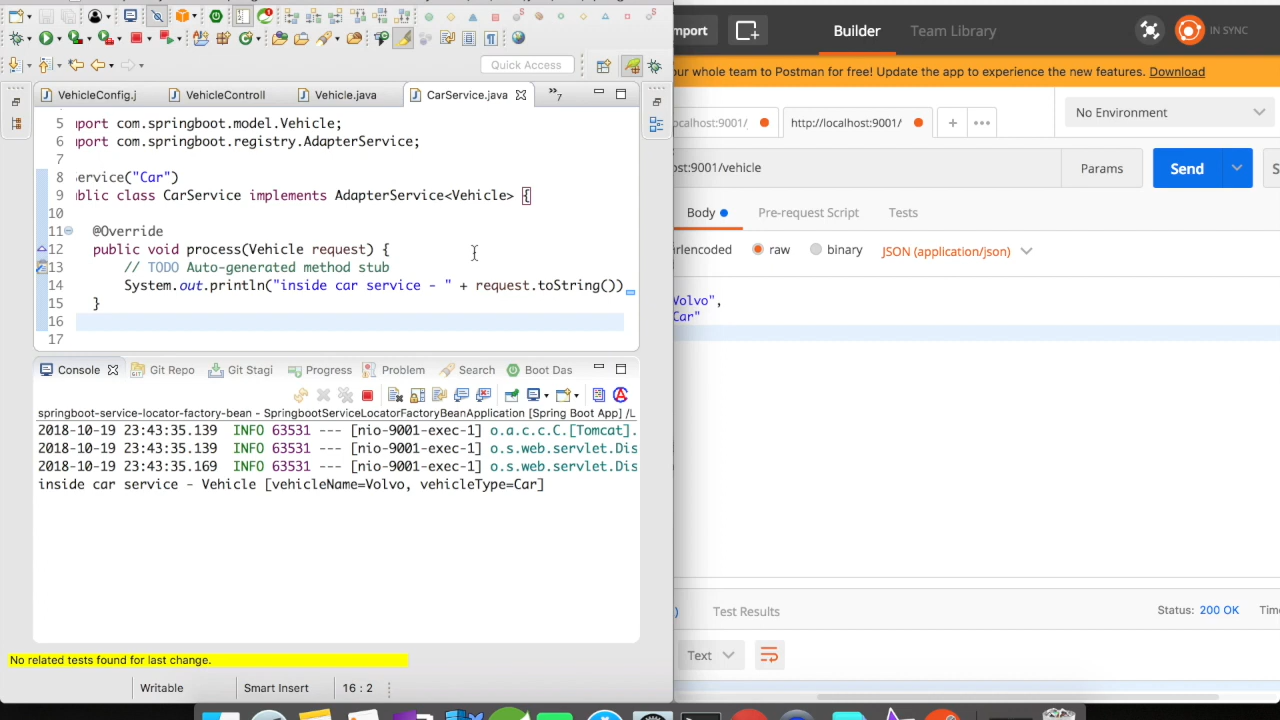 Quick Access
VehicleConfig.j
VehicleControll
Vehicle.java
CarService.java
»7
5 port com.springboot.model.Vehicle;
6 port com.springboot.registry.AdapterService;
7
8 ervice("Car")
9 blic class CarService implements AdapterService<Vehicle> {
10
11 @Override
12 public void process(Vehicle request) {
13 // TODO Auto-generated method stub
14 System.out.println("inside car service - " + request.toString())
15 }
16
17
Console
Git Repo
Git Stagi
Progress
Problem
Search
Boot Das
springboot-service-locator-factory-bean - SpringbootServiceLocatorFactoryBeanApplication [Spring Boot App] /L
2018-10-19 23:43:35.139 INFO 63531 --- [nio-9001-exec-1] o.a.c.c.C.[Tomcat].
2018-10-19 23:43:35.139 INFO 63531 --- [nio-9001-exec-1] o.s.web.servlet.Dis
2018-10-19 23:43:35.169 INFO 63531 --- [nio-9001-exec-1] o.s.web.servlet.Dis
inside car service - Vehicle [vehicleName=Volvo, vehicleType=Car]
No related tests found for last change.
Writable
Smart Insert
16 : 2
mport
Builder
Team Library
IN SYNC
our whole team to Postman for free! Update the app to experience the new features. Download
ocalhost:9001/
http://localhost:9001/
No Environment
ost:9001/vehicle
Params
Send
S
Body
Pre-request Script
Tests
rlencoded
raw
binary
JSON (application/json)
Volvo",
Car"
Test Results
Status: 200 OK
Tim
Text